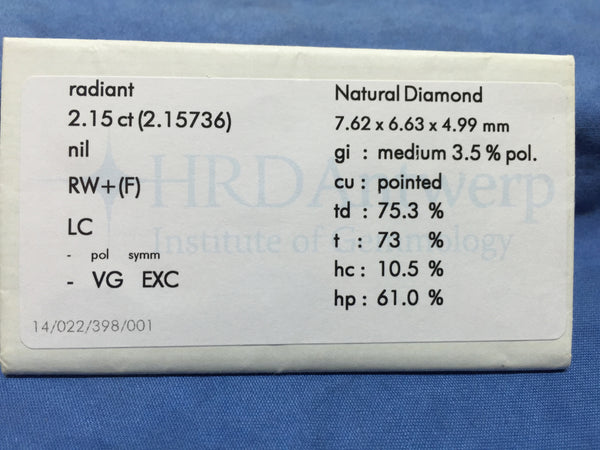 radiant
2.15 ct (2.15736)
nil
RW+(F)
LC
- pol symm
- VG EXC
14/022/398/001
Natural Diamond
7.62 x 6.63 x 4.99 mm
gi : medium 3.5 % pol.
cu : pointed
td : 75.3 %
t : 73 %
hc : 10.5 %
hp : 61.0 %
HRD Antwerp
Institute of Gemmology